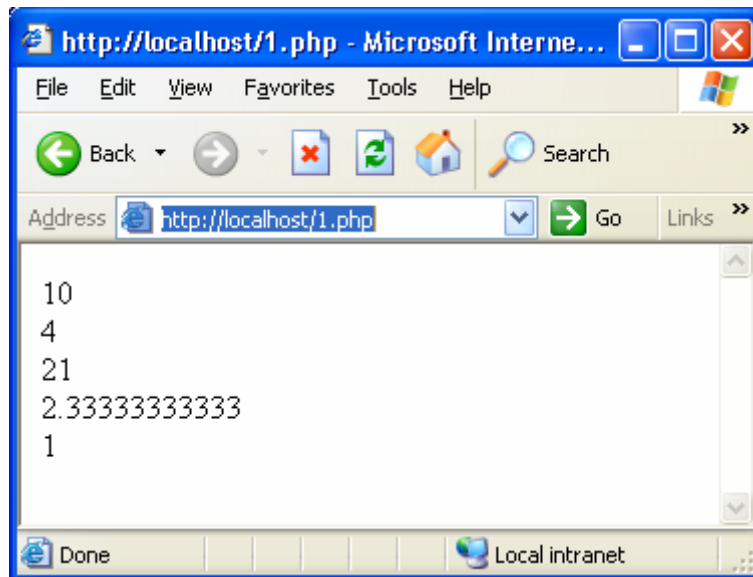 http://localhost/1.php - Microsoft Interne...
File Edit View Favorites Tools Help
Back Search »
Address http://localhost/1.php Go Links »
10
4
21
2.33333333333
1
Done Local intranet